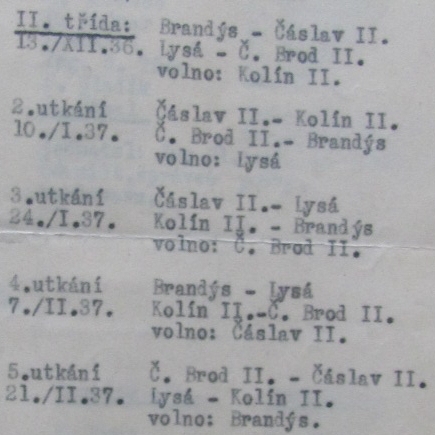 II. třída: Brandýs - Čáslav II.
13./XII.36. Lysá - Č. Brod II.
volno: Kolín II.
2.utkání Čáslav II.- Kolín II.
10./I.37. Č. Brod II.- Brandýs
volno: Lysá
3.utkání Čáslav II.- Lysá
24./I.37. Kolín II. - Brandýs
volno: Č. Brod II.
4.utkání Brandýs - Lysá
7./II.37. Kolín II.-Č. Brod II.
volno: Čáslav II.
5.utkání Č. Brod II. - Čáslav II.
21./II.37. Lysá - Kolín II.
volno: Brandýs.